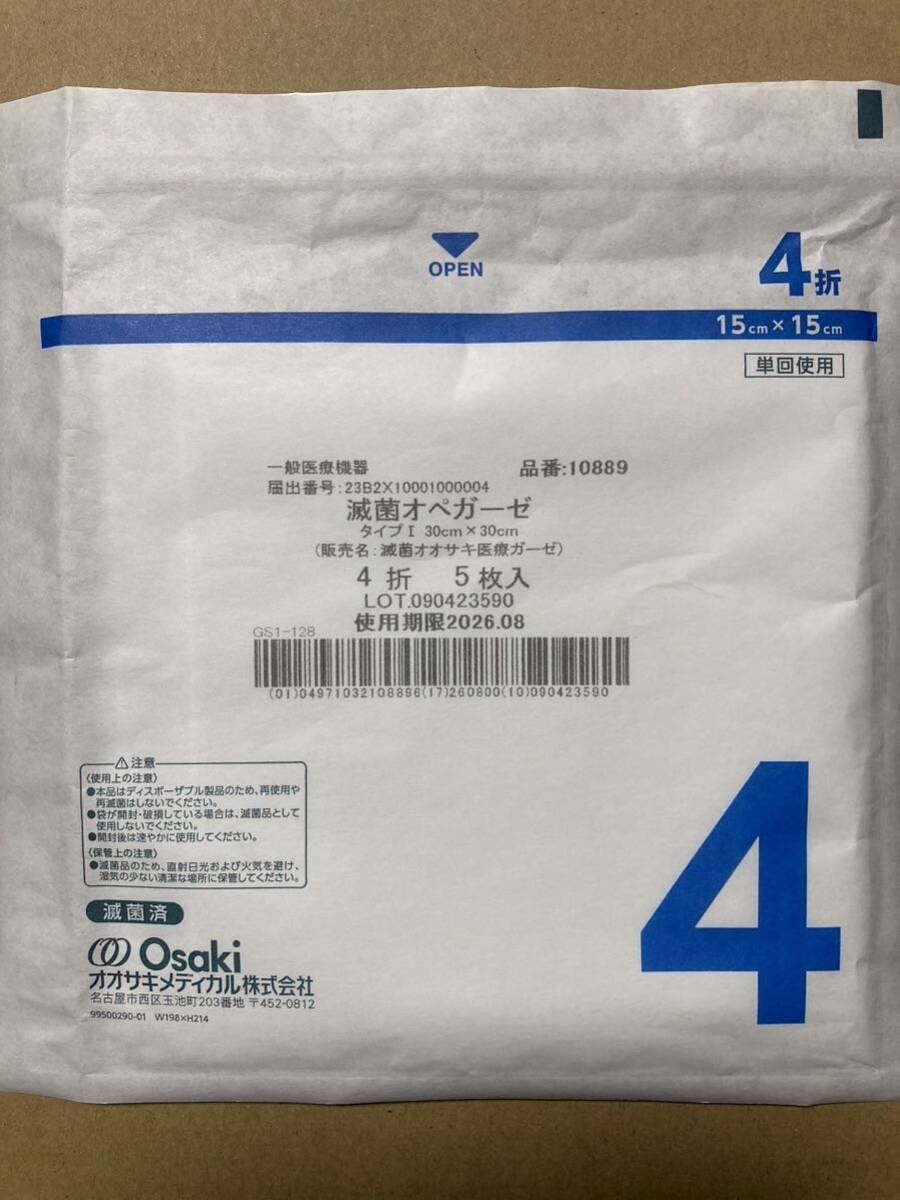 OPEN
4折
15cm×15cm
単回使用
一般医療機器 品番:10889
届出番号:23B2X10001000004
滅菌オペガーゼ
タイプI 30cm×30cm
(販売名:滅菌オオサキ医療ガーゼ)
4折 5枚入
LOT.090423590
使用期限2026.08
GS1-128
(01)04971032108896(17)260800(10)090423590
注意
〈使用上の注意〉
●本品はディスポーザブル製品のため、再使用や
再滅菌はしないでください。
●袋が開封・破損している場合は、滅菌品として
使用しないでください。
●開封後は速やかに使用してください。
〈保管上の注意〉
●滅菌品のため、直射日光および火気を避け、
湿気の少ない清潔な場所に保管してください。
滅菌済
Osaki
オオサキメディカル株式会社
名古屋市西区玉池町203番地 〒452-0812
99500290-01 W198×H214
4